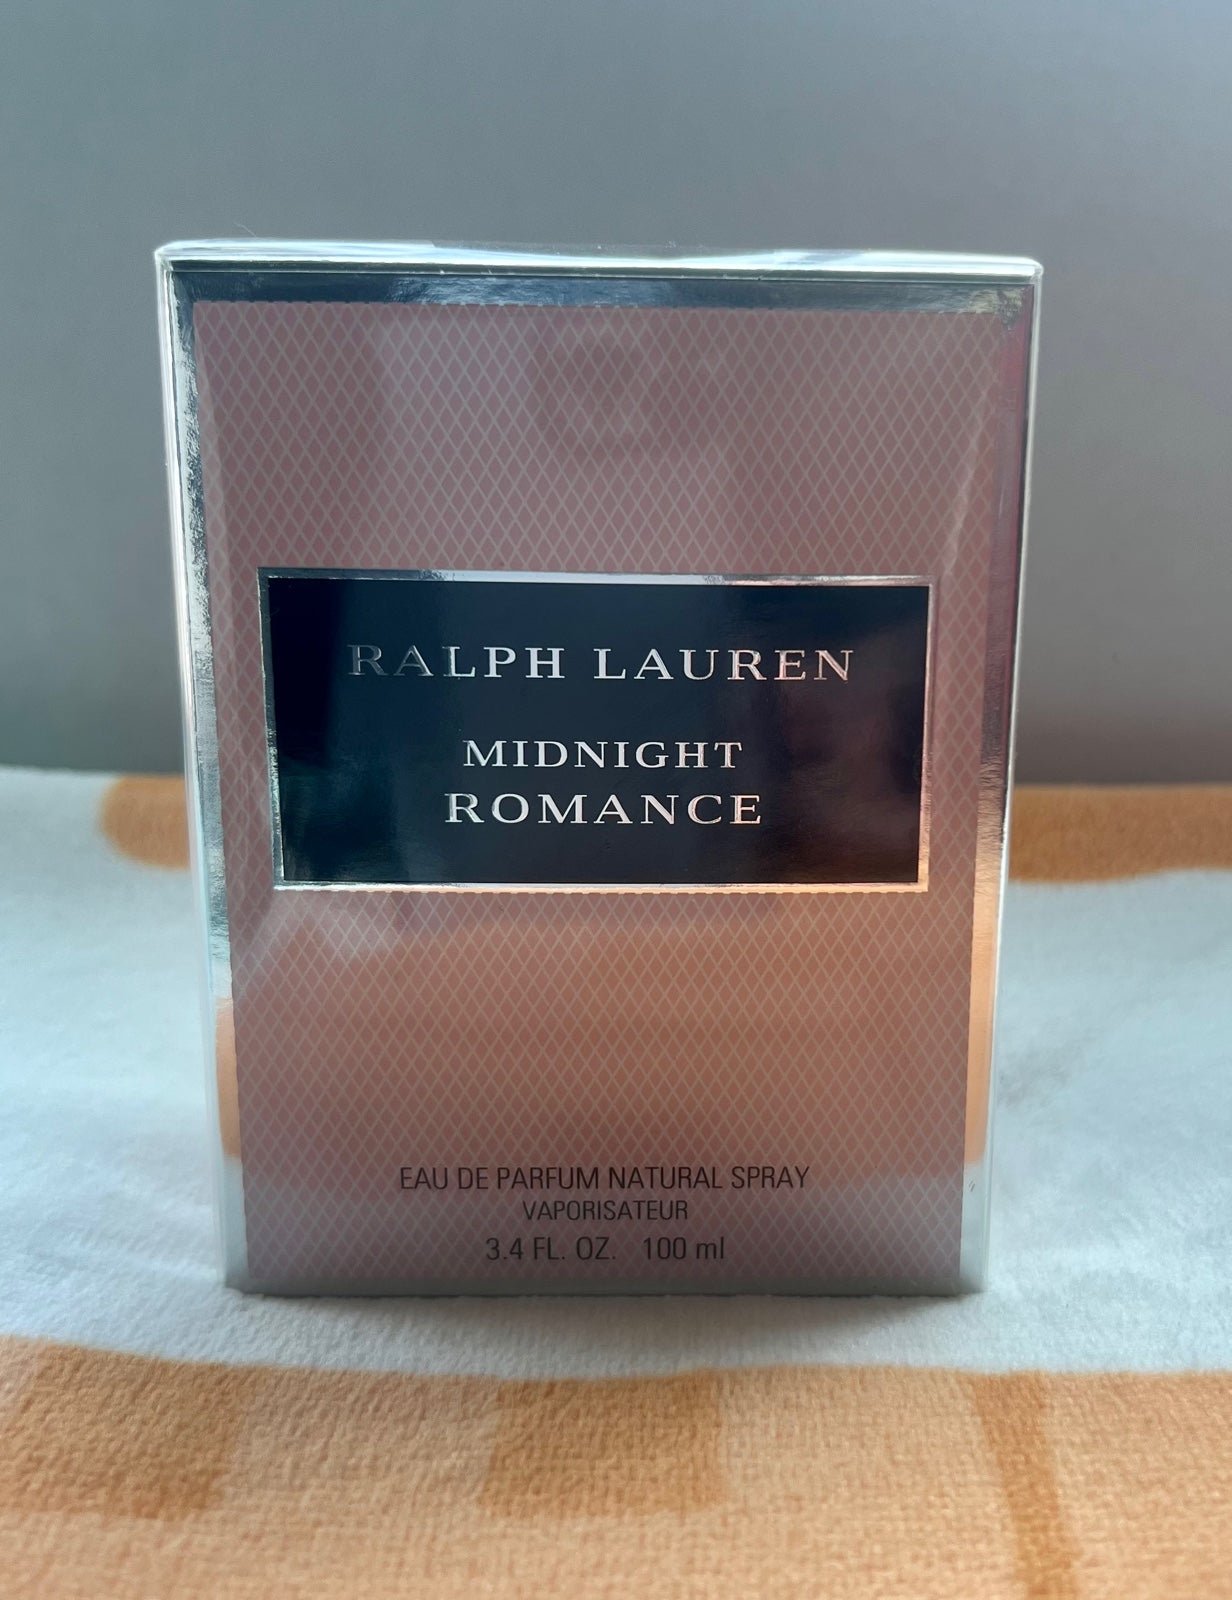 RALPH LAUREN
MIDNIGHT
ROMANCE
EAU DE PARFUM NATURAL SPRAY
VAPORISATEUR
3.4 FL. OZ. 100 ml